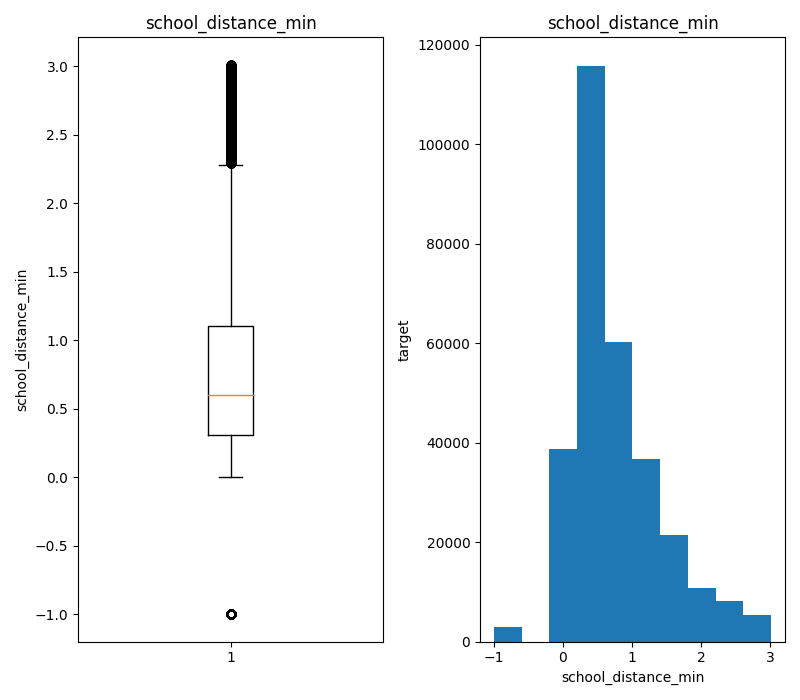 school_distance_min
school_distance_min
3.0
2.5
2.0
1.5
1.0
0.5
0.0
−0.5
−1.0
1
school_distance_min
school_distance_min
120000
100000
80000
60000
40000
20000
0
−1 0 1 2 3
target
school_distance_min